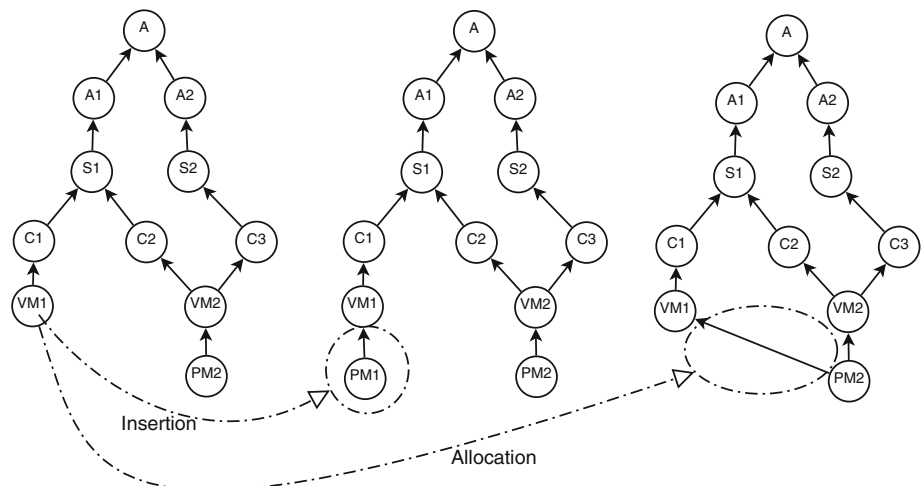 A
A1 A2
S1 S2
C1 C2 C3
VM1 VM2
PM2
A
A1 A2
S1 S2
C1 C2 C3
VM1 VM2
PM1 PM2
A
A1 A2
S1 S2
C1 C2 C3
VM1 VM2
PM2
Insertion
Allocation